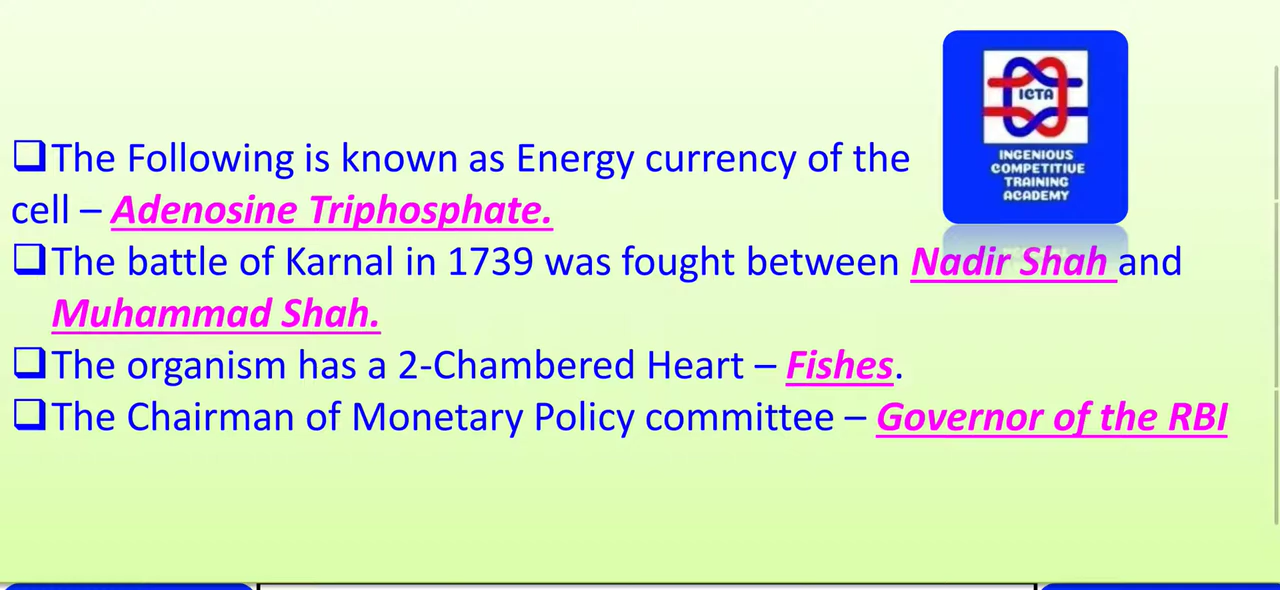 ICTA
INGENIOUS
COMPETITIVE
TRAINING
ACADEMY
The Following is known as Energy currency of the
cell – Adenosine Triphosphate.
The battle of Karnal in 1739 was fought between Nadir Shah and
Muhammad Shah.
The organism has a 2-Chambered Heart – Fishes.
The Chairman of Monetary Policy committee – Governor of the RBI